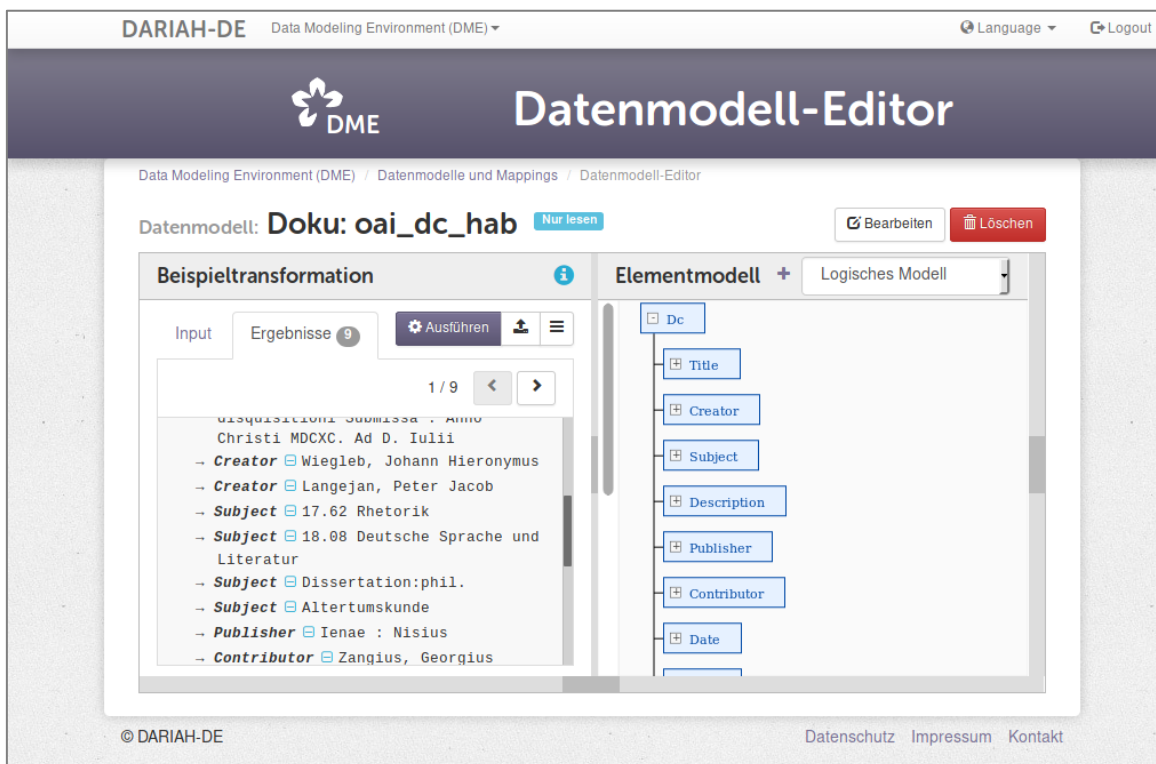 DARIAH-DE Data Modeling Environment (DME) Language Logout
DME Datenmodell-Editor
Data Modeling Environment (DME) / Datenmodelle und Mappings / Datenmodell-Editor
Datenmodell: Doku: oai_dc_hab Nur lesen Bearbeiten Löschen
Beispieltransformation
Input Ergebnisse 9 Ausführen
1 / 9
disquisitioni Submissa : Anno
Christi MDCXC. Ad D. Iulii
→ Creator Wiegleb, Johann Hieronymus
→ Creator Langejan, Peter Jacob
→ Subject 17.62 Rhetorik
→ Subject 18.08 Deutsche Sprache und
Literatur
→ Subject Dissertation:phil.
→ Subject Altertumskunde
→ Publisher Ienae : Nisius
→ Contributor Zangius, Georgius
Elementmodell + Logisches Modell
Dc
Title
Creator
Subject
Description
Publisher
Contributor
Date
© DARIAH-DE Datenschutz Impressum Kontakt